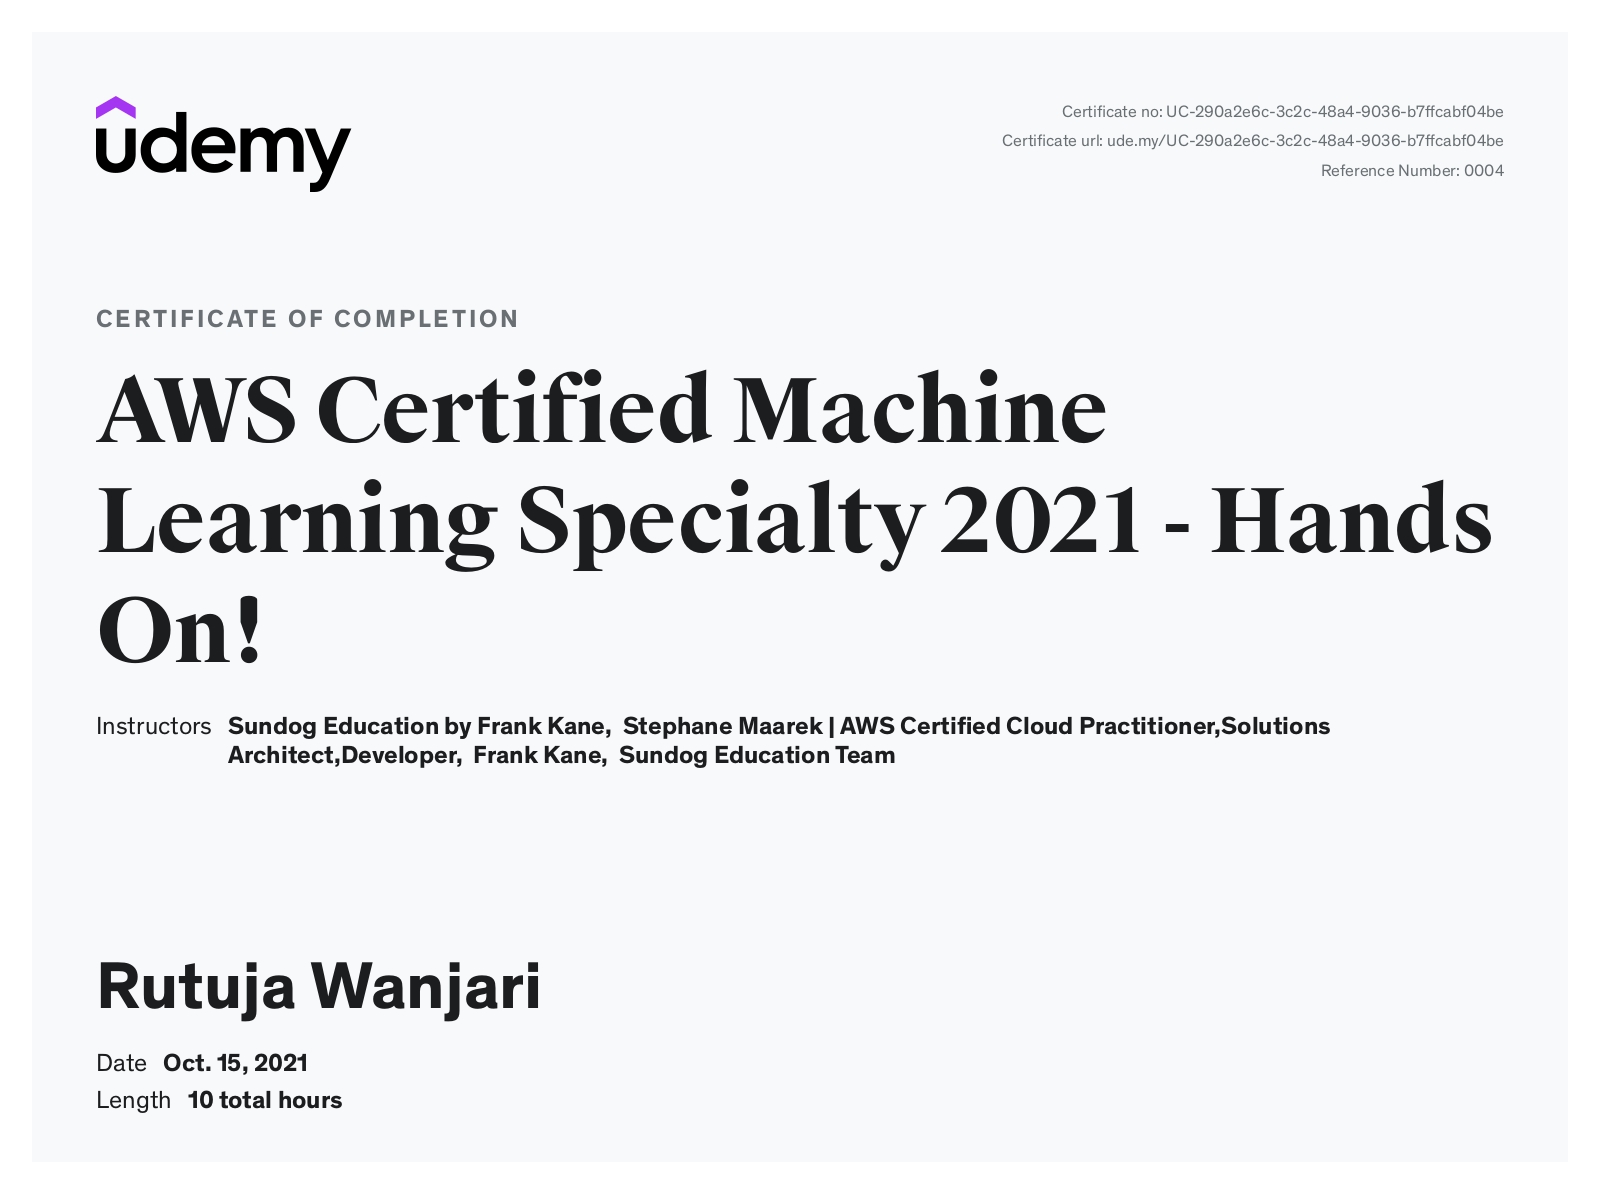 udemy
Certificate no: UC-290a2e6c-3c2c-48a4-9036-b7ffcabf04be
Certificate url: ude.my/UC-290a2e6c-3c2c-48a4-9036-b7ffcabf04be
Reference Number: 0004
CERTIFICATE OF COMPLETION
AWS Certified Machine
Learning Specialty 2021 - Hands
On!
Instructors Sundog Education by Frank Kane, Stephane Maarek | AWS Certified Cloud Practitioner,Solutions
Architect,Developer, Frank Kane, Sundog Education Team
Rutuja Wanjari
Date Oct. 15, 2021
Length 10 total hours